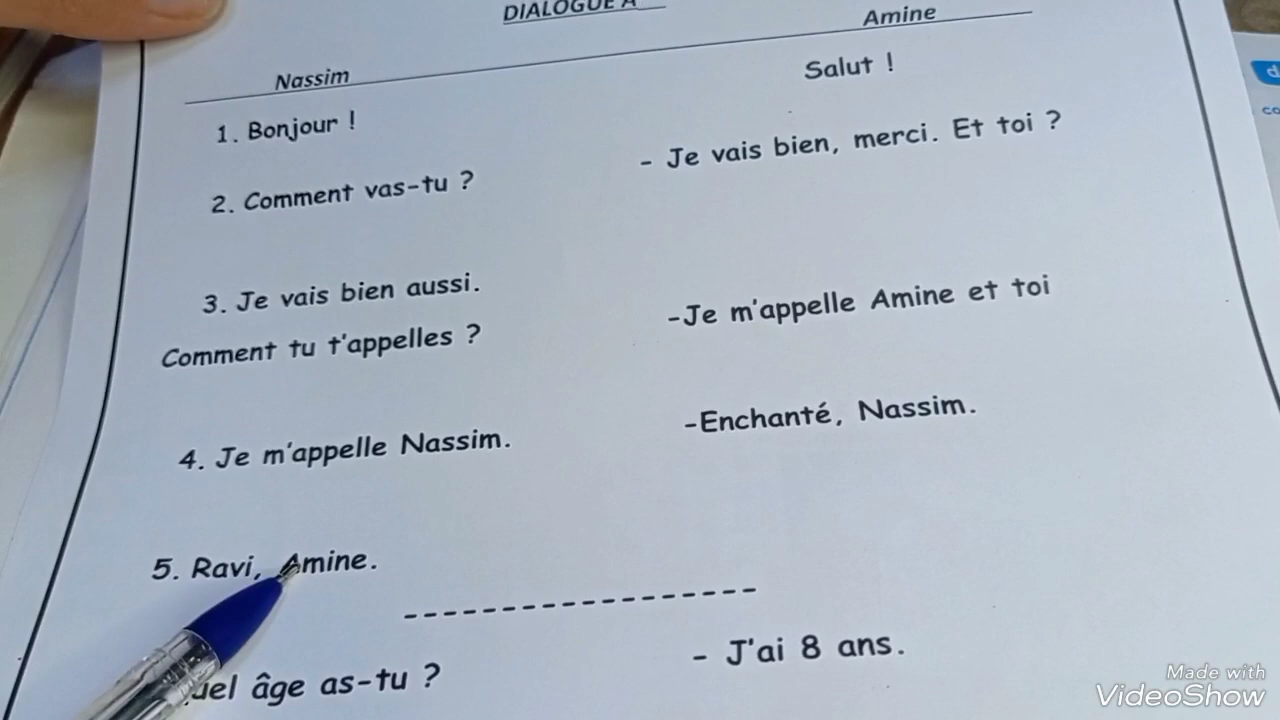 DIALOGUE A
Nassim Amine
1. Bonjour ! Salut !
2. Comment vas-tu ? - Je vais bien, merci. Et toi ?
3. Je vais bien aussi.
Comment tu t'appelles ? -Je m'appelle Amine et toi
4. Je m'appelle Nassim. -Enchanté, Nassim.
5. Ravi, Amine.
------------------
âge as-tu ? - J'ai 8 ans.
Made with
VideoShow